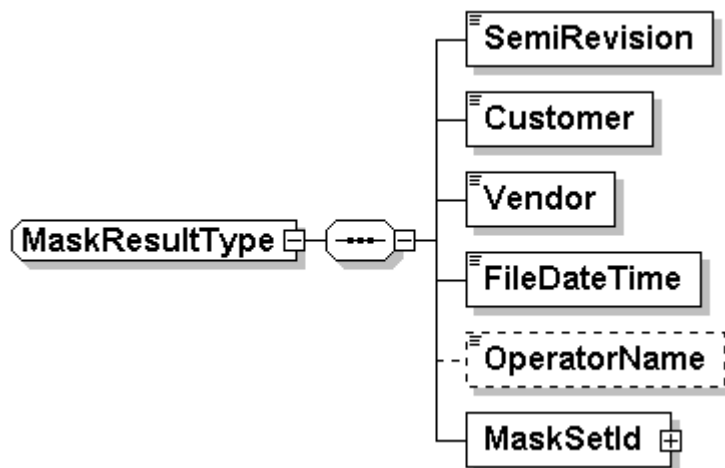 SemiRevision
Customer
Vendor
MaskResultType
FileDateTime
OperatorName
MaskSetId